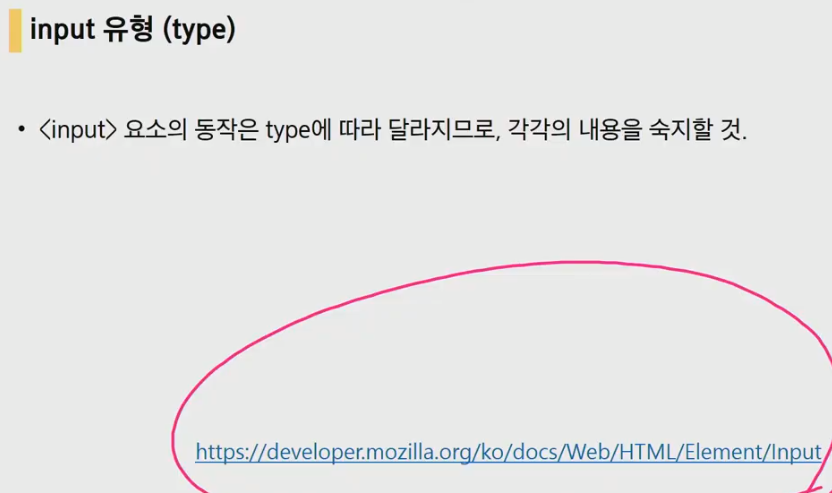 input 유형 (type)
• <input> 요소의 동작은 type에 따라 달라지므로, 각각의 내용을 숙지할 것.
https://developer.mozilla.org/ko/docs/Web/HTML/Element/Input